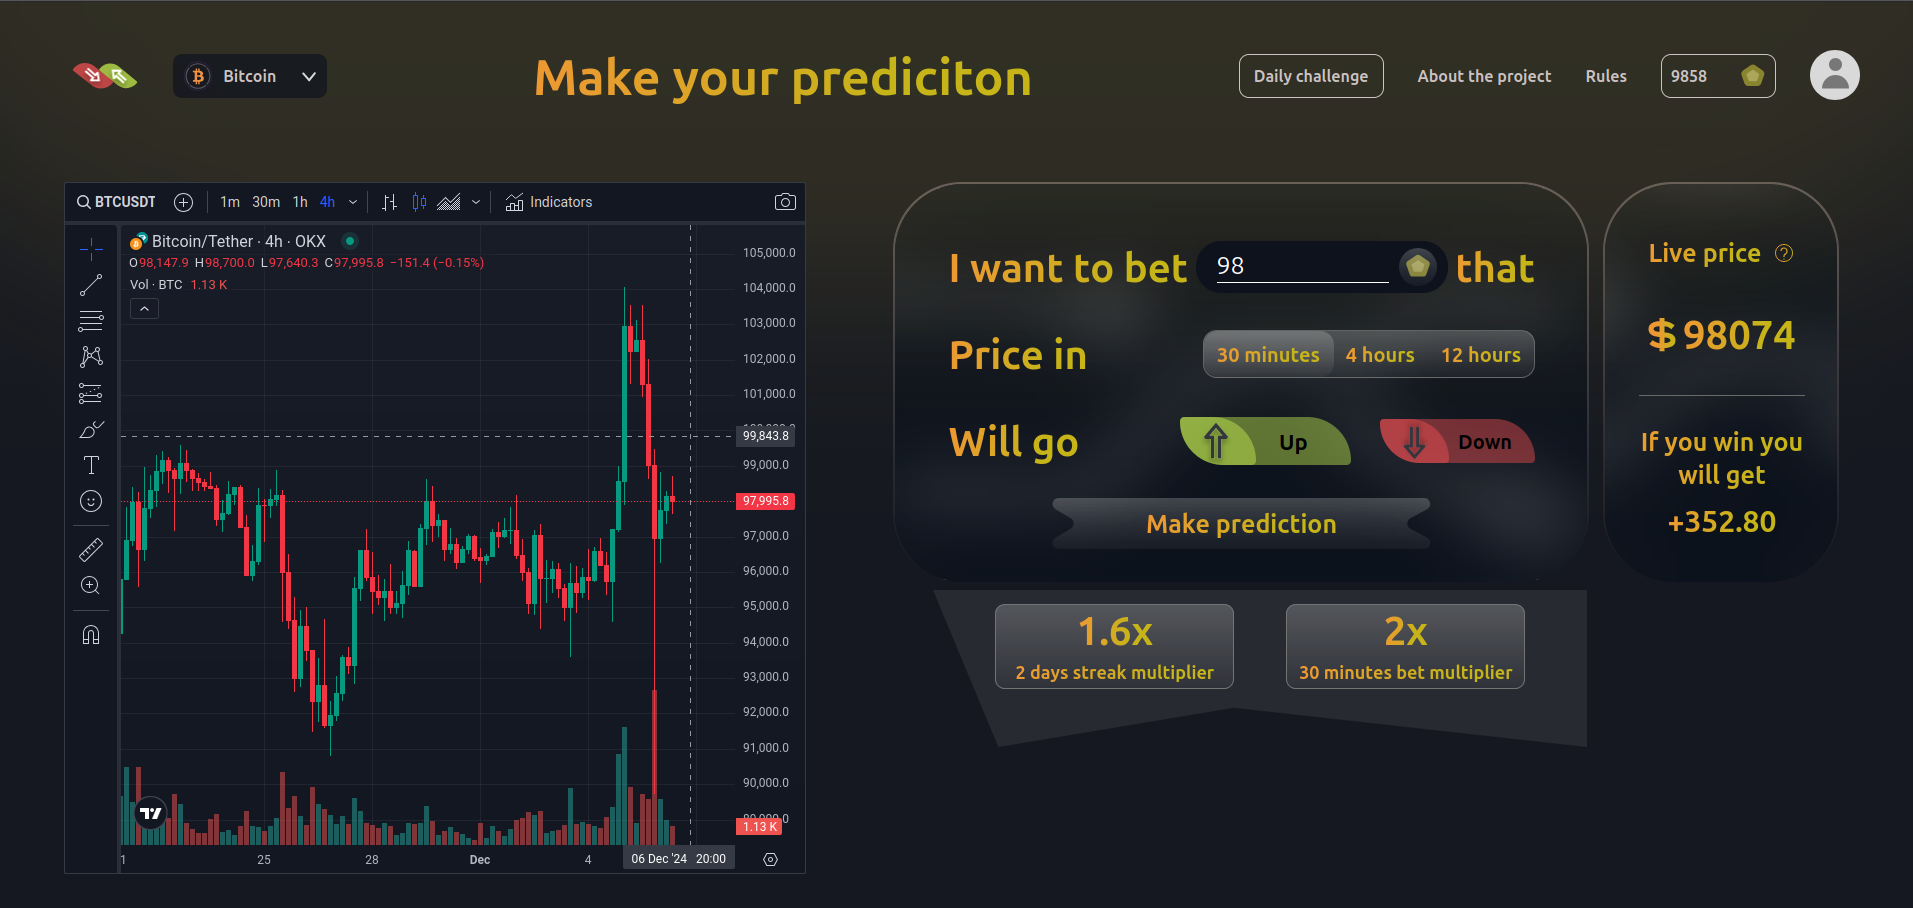 Bitcoin
Make your prediciton
Daily challenge
About the project
Rules
9858
BTCUSDT
1m 30m 1h 4h
Indicators
Bitcoin/Tether · 4h · OKX
O98,147.9 H98,700.0 L97,640.3 C97,995.8 −151.4 (−0.15%)
Vol · BTC 1.13 K
105,000.0
104,000.0
103,000.0
102,000.0
101,000.0
99,843.8
99,000.0
97,995.8
97,000.0
96,000.0
95,000.0
94,000.0
93,000.0
92,000.0
91,000.0
90,000.0
1.13 K
1 25 28 Dec 4 06 Dec '24 20:00
I want to bet 98 that
Price in 30 minutes 4 hours 12 hours
Will go Up Down
Make prediction
1.6x
2 days streak multiplier
2x
30 minutes bet multiplier
Live price ?
$98074
If you win you
will get
+352.80